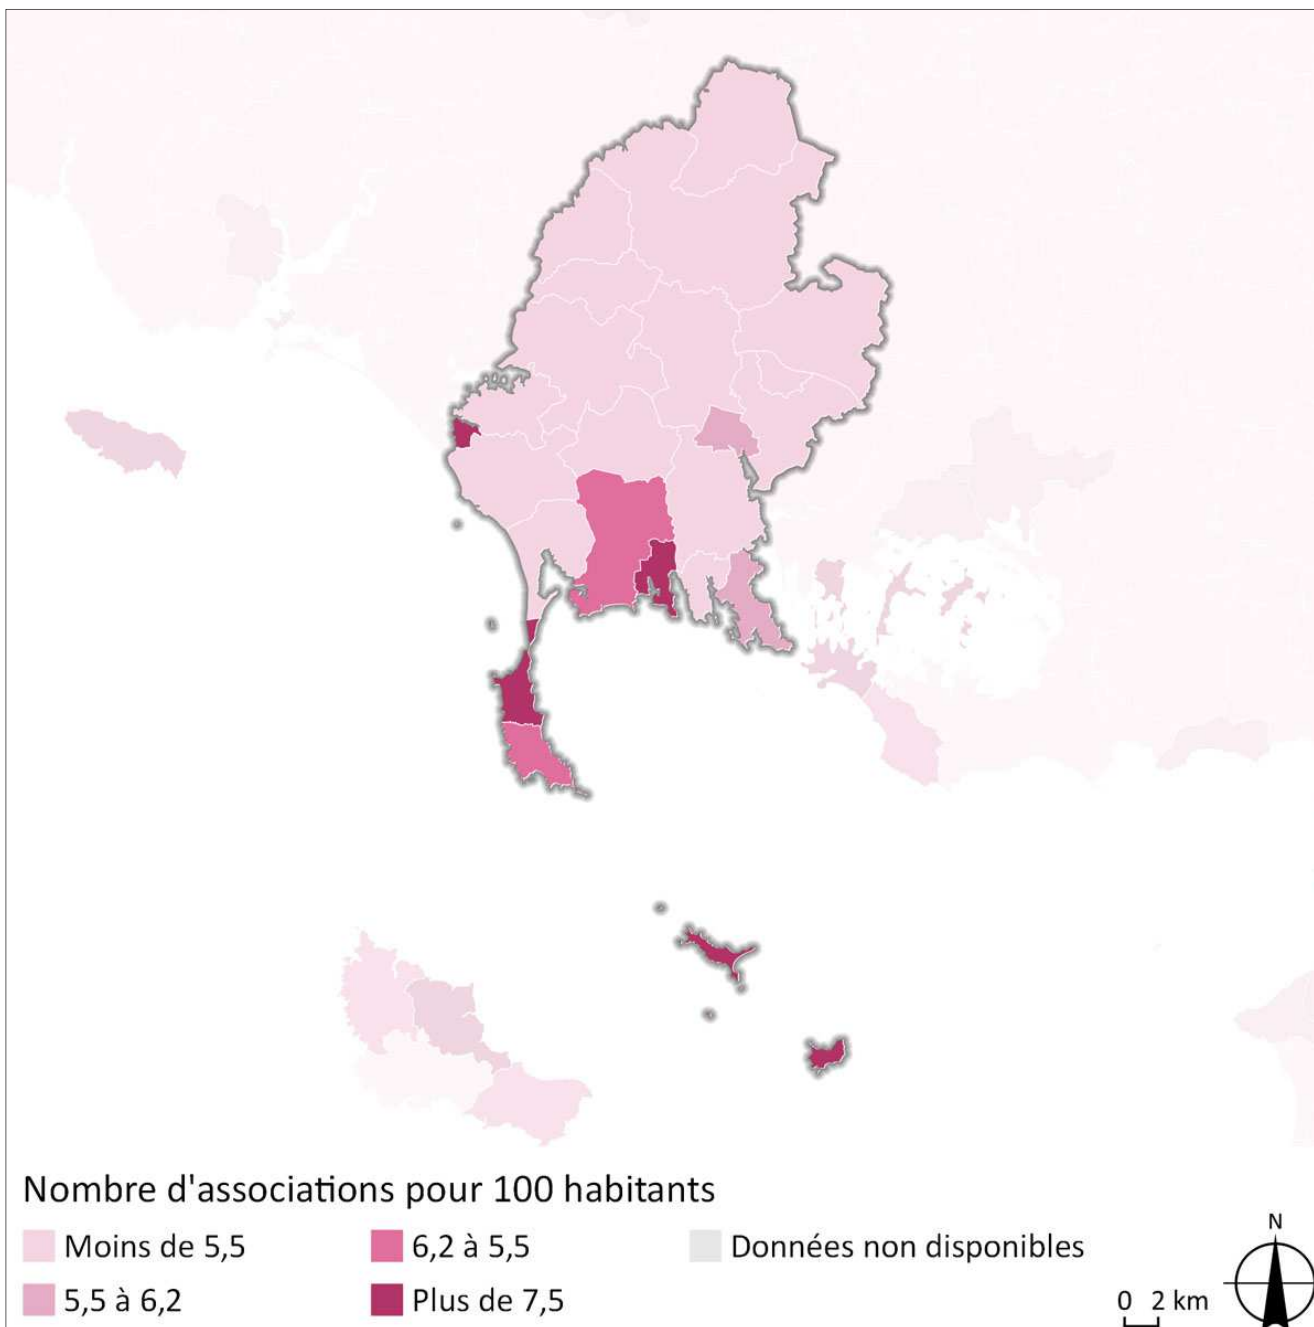 Nombre d'associations pour 100 habitants
Moins de 5,5
6,2 à 5,5
Données non disponibles
5,5 à 6,2
Plus de 7,5
N
0 2 km